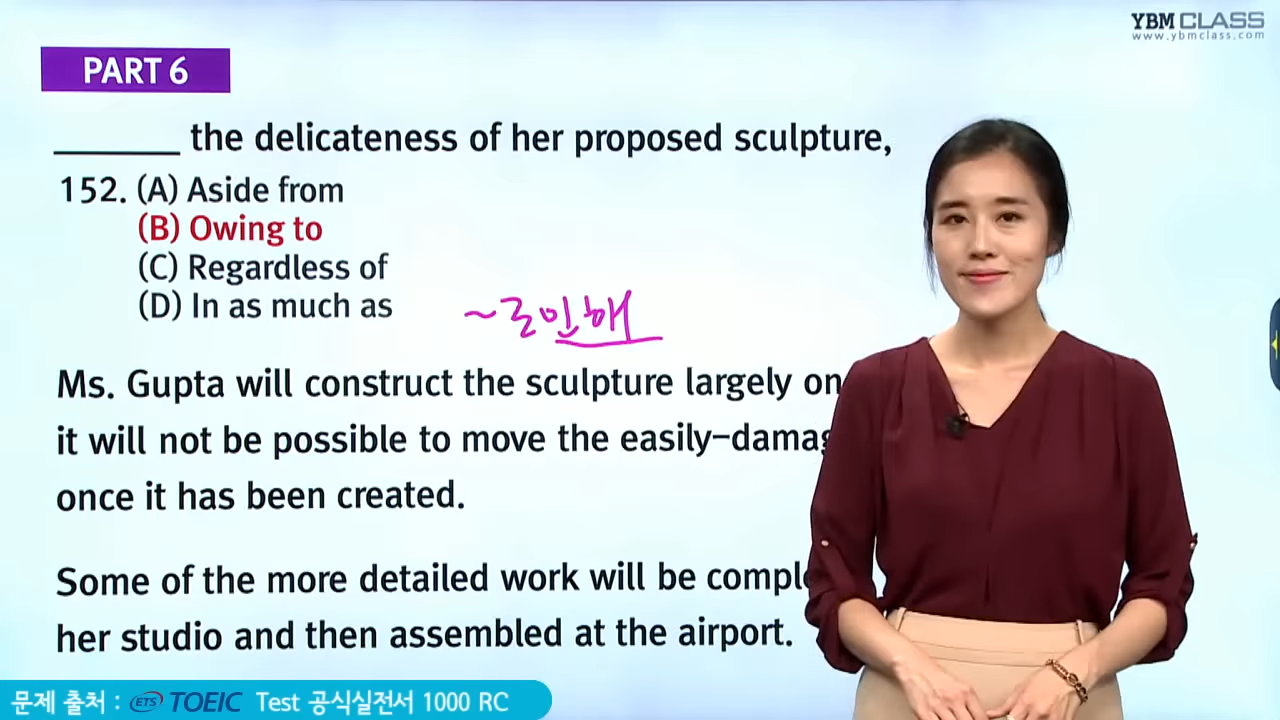 YBM CLASS
www.ybmclass.com
PART 6
______ the delicateness of her proposed sculpture,
152. (A) Aside from
(B) Owing to
(C) Regardless of
(D) In as much as
~로 인해
Ms. Gupta will construct the sculpture largely on
it will not be possible to move the easily-damag
once it has been created.
Some of the more detailed work will be compl
her studio and then assembled at the airport.
문제 출처 : ETS TOEIC Test 공식실전서 1000 RC